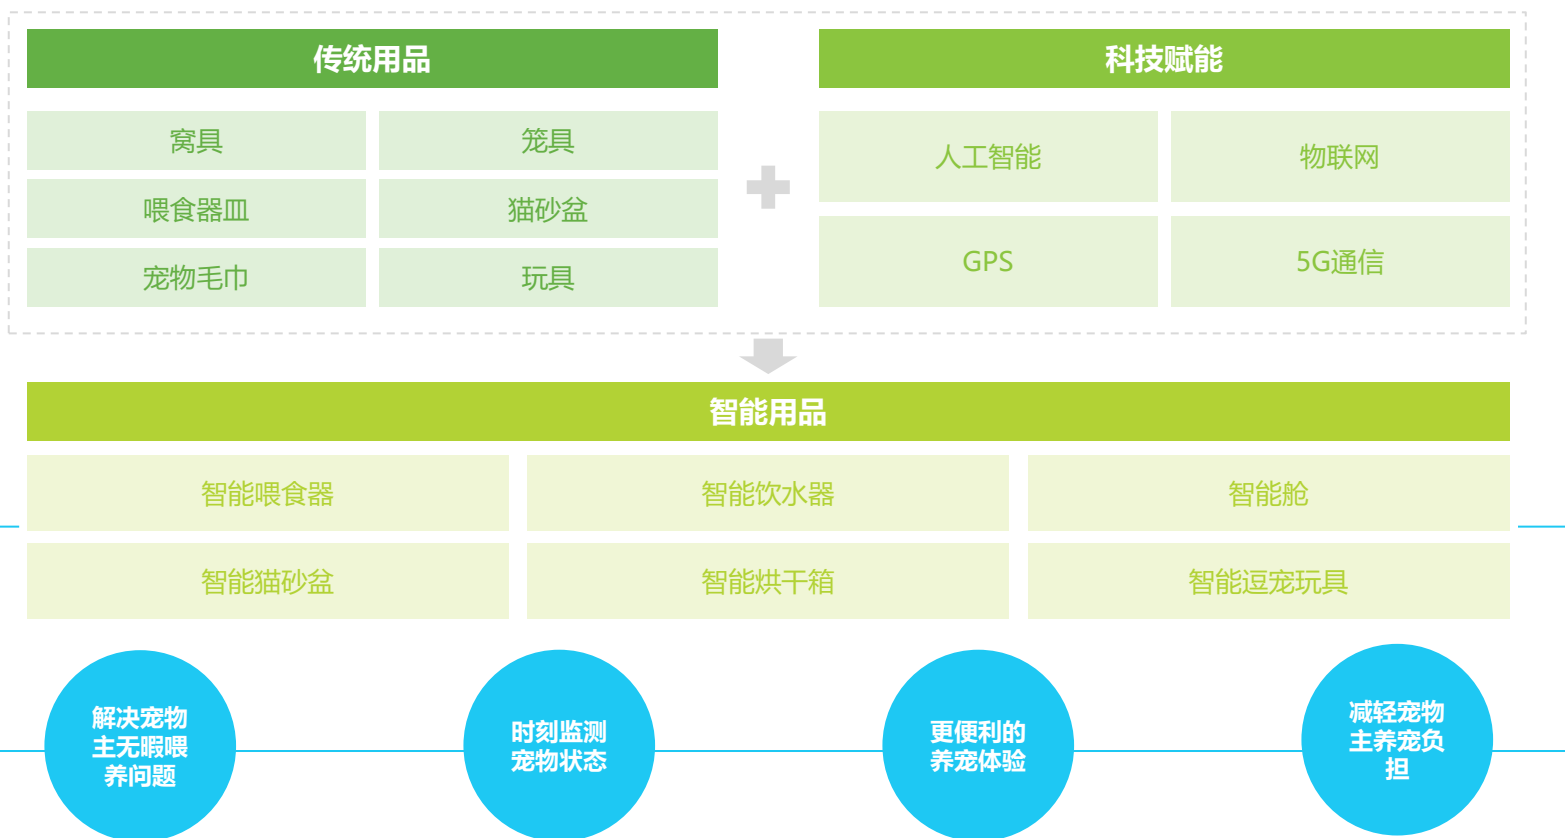 传统用品
科技赋能
窝具
笼具
喂食器皿
猫砂盆
宠物毛巾
玩具
人工智能
物联网
GPS
5G通信
智能用品
智能喂食器
智能饮水器
智能舱
智能猫砂盆
智能烘干箱
智能逗宠玩具
解决宠物
主无暇喂
养问题
时刻监测
宠物状态
更便利的
养宠体验
减轻宠物
主养宠负
担